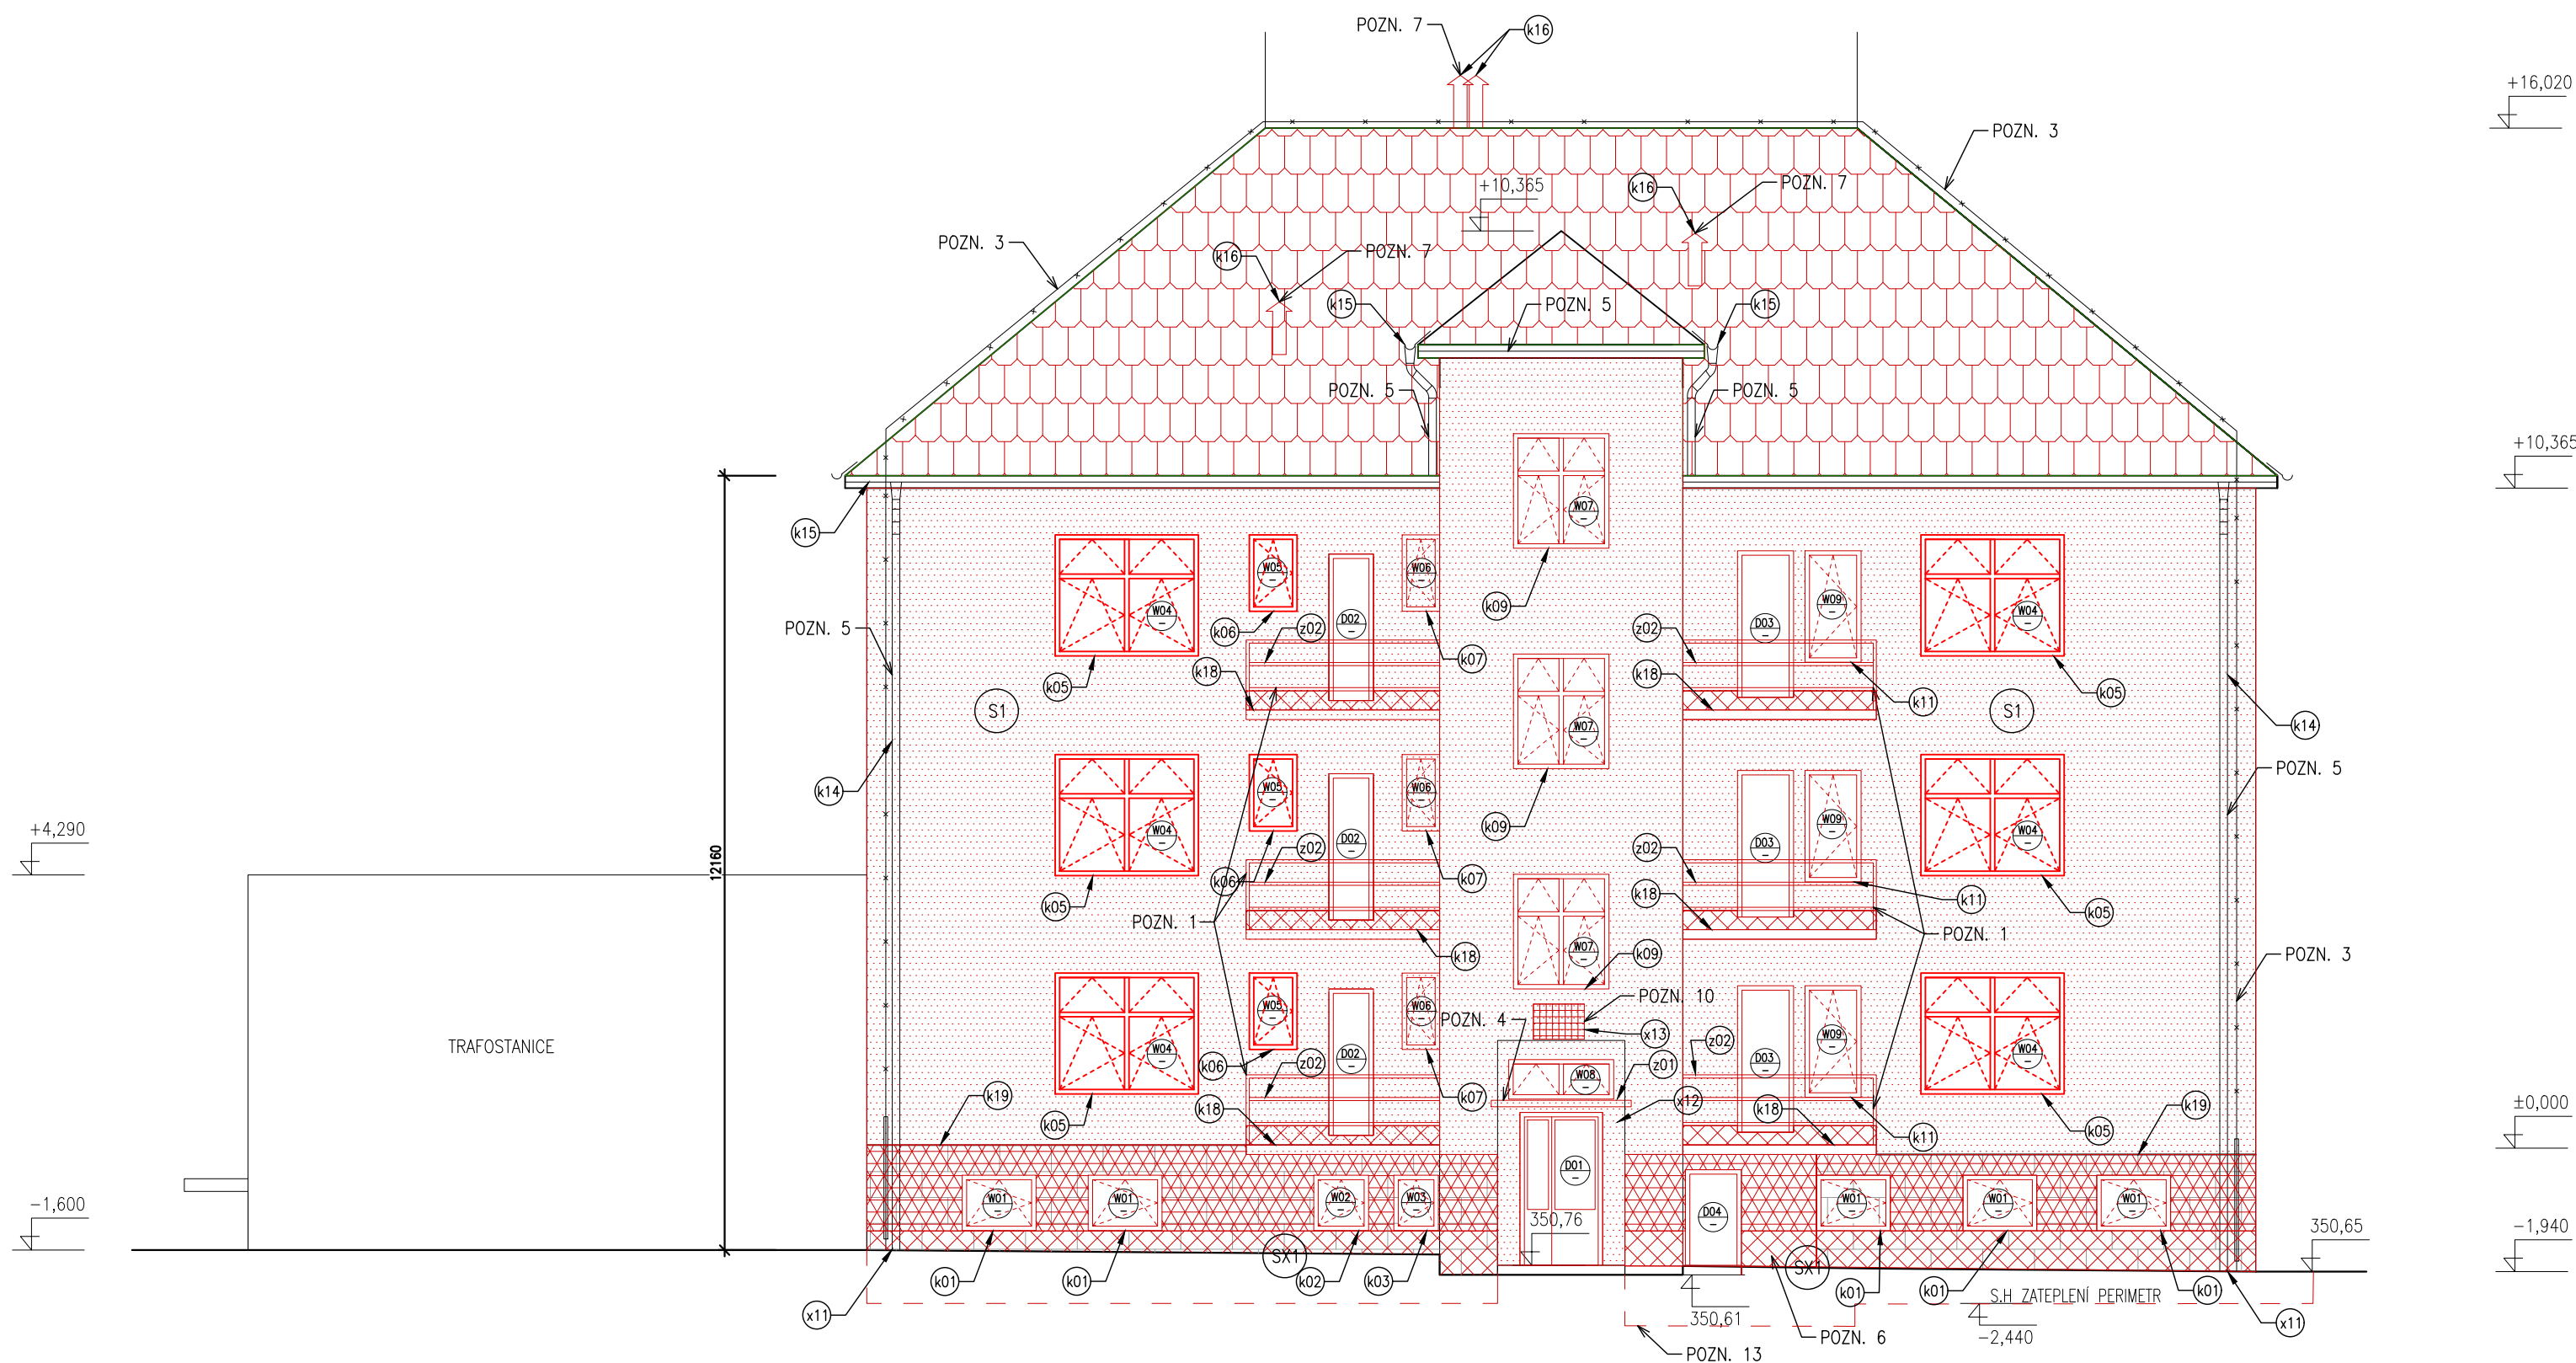 POZN. 7
k16
+16,020
POZN. 3
k16
POZN. 7
+10,365
POZN. 3
k16
POZN. 7
k15
POZN. 5
k15
POZN. 5
POZN. 5
+10,365
k15
W07
W04
W05
W06
W09
W04
D02
D03
k09
POZN. 5
k06
z02
z02
k07
k18
k18
k05
k11
k05
S1
S1
W07
k14
k14
POZN. 5
W04
W05
W06
W09
W04
D02
D03
+4,290
k09
12160
z02
z02
k06
k07
k18
k11
k05
k05
POZN. 1
POZN. 1
W07
k18
k09
POZN. 3
POZN. 10
W05
W06
POZN. 4
x13
W09
TRAFOSTANICE
W04
D02
D03
W04
k06
z02
z01
z02
W08
k19
k07
x12
k18
k18
k19
±0,000
k05
k11
k05
D01
W01
W01
W02
W03
W01
W01
W01
-1,600
D04
350,76
350,65
-1,940
SX1
SX1
k01
k01
k02
k03
k01
k01
k01
S.H ZATEPLENÍ PERIMETR
x11
350,61
x11
-2,440
POZN. 6
POZN. 13